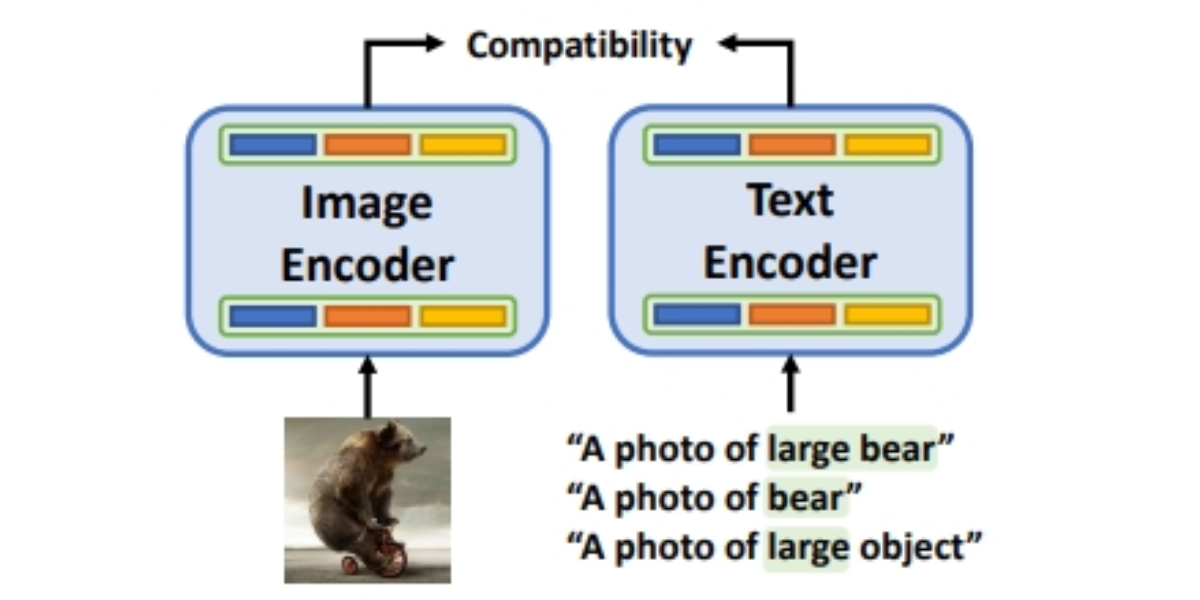 Compatibility
Image
Encoder
Text
Encoder
“A photo of large bear”
“A photo of bear”
“A photo of large object”